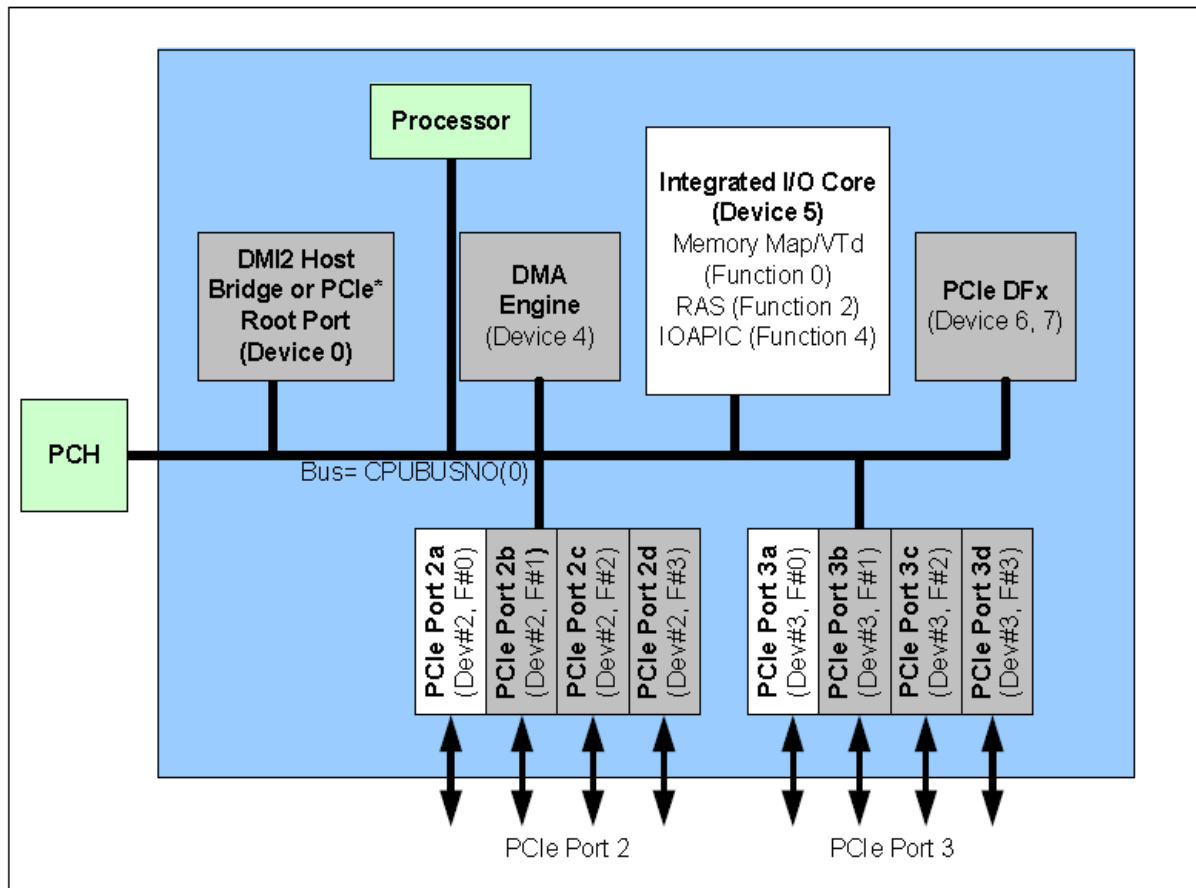 Processor
Integrated I/O Core
(Device 5)
Memory Map/VTd
(Function 0)
RAS (Function 2)
IOAPIC (Function 4)
DMI2 Host
Bridge or PCIe*
Root Port
(Device 0)
DMA
Engine
(Device 4)
PCIe DFx
(Device 6, 7)
PCH
Bus= CPUBUSNO(0)
PCIe Port 2a
(Dev#2, F#0)
PCIe Port 2b
(Dev#2, F#1)
PCIe Port 2c
(Dev#2, F#2)
PCIe Port 2d
(Dev#2, F#3)
PCIe Port 3a
(Dev#3, F#0)
PCIe Port 3b
(Dev#3, F#1)
PCIe Port 3c
(Dev#3, F#2)
PCIe Port 3d
(Dev#3, F#3)
PCIe Port 2
PCIe Port 3